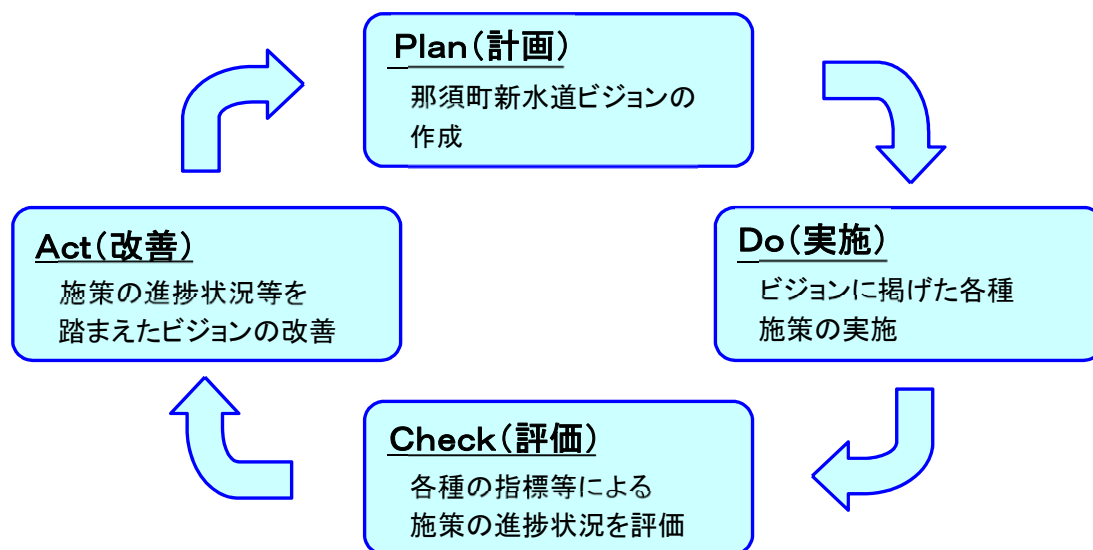 Plan(計画)
那須町新水道ビジョンの
作成
Do(実施)
ビジョンに掲げた各種
施策の実施
Check(評価)
各種の指標等による
施策の進捗状況を評価
Act(改善)
施策の進捗状況等を
踏まえたビジョンの改善